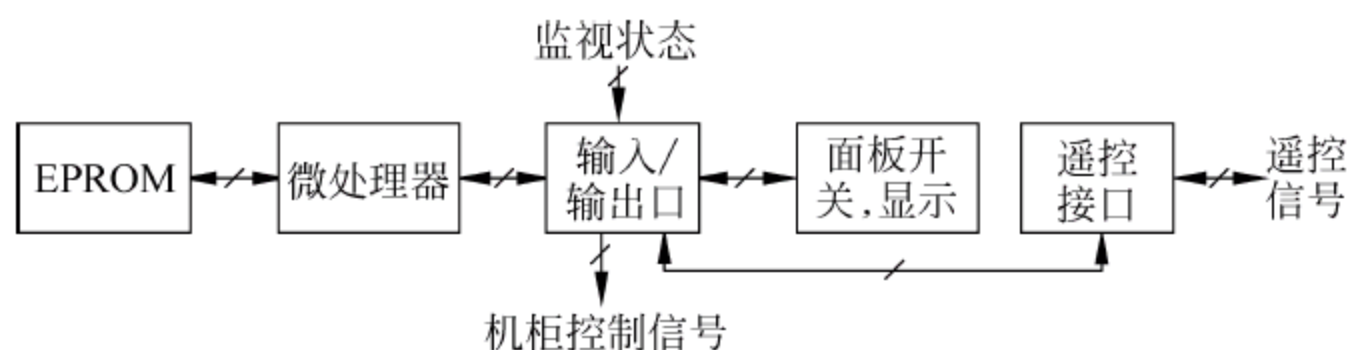 监视状态
EPROM
微处理器
输入/
输出口
面板开
关,显示
遥控
接口
遥控
信号
机柜控制信号